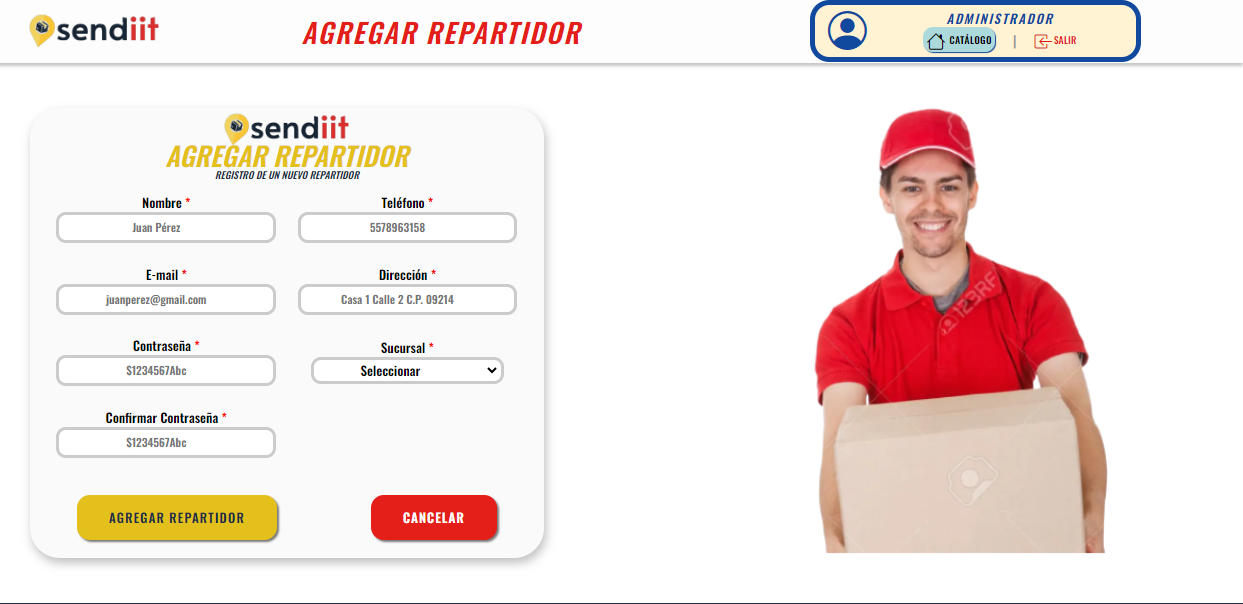 sendiit
AGREGAR REPARTIDOR
ADMINISTRADOR
CATÁLOGO | SALIR
sendiit
AGREGAR REPARTIDOR
REGISTRO DE UN NUEVO REPARTIDOR
Nombre * Teléfono *
Juan Pérez 5578963158
E-mail * Dirección *
juanperez@gmail.com Casa 1 Calle 2 C.P. 09214
Contraseña * Sucursal *
$1234567Abc Seleccionar
Confirmar Contraseña *
$1234567Abc
AGREGAR REPARTIDOR CANCELAR
123RF